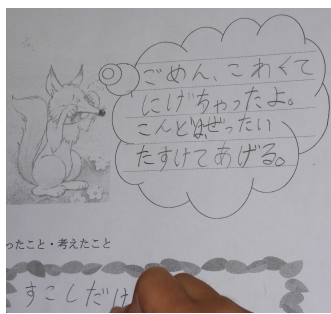 ごめん、こわくて
にげちゃったよ。
こんどはぜったい
たすけてあげる。
ったこと・考えたこと
すこしだけ